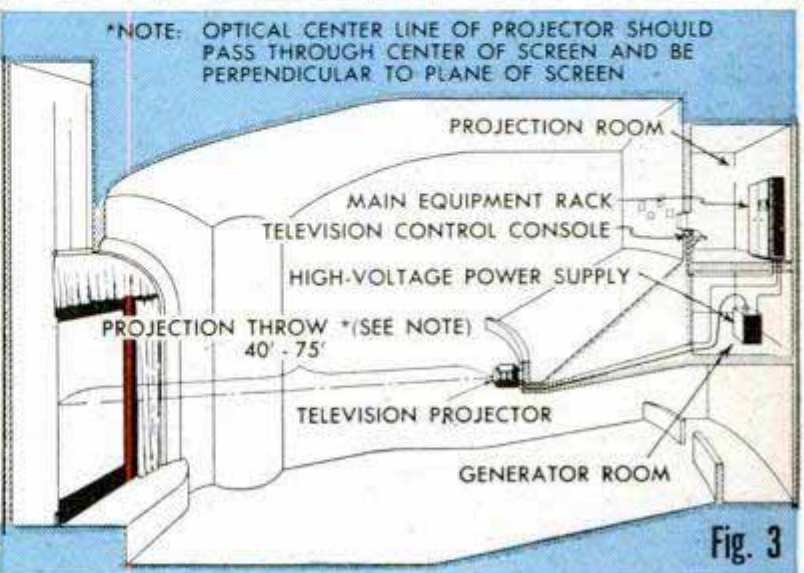 *NOTE: OPTICAL CENTER LINE OF PROJECTOR SHOULD
PASS THROUGH CENTER OF SCREEN AND BE
PERPENDICULAR TO PLANE OF SCREEN
PROJECTION ROOM
MAIN EQUIPMENT RACK
TELEVISION CONTROL CONSOLE
HIGH-VOLTAGE POWER SUPPLY
PROJECTION THROW *(SEE NOTE)
40' - 75'
TELEVISION PROJECTOR
GENERATOR ROOM
Fig. 3